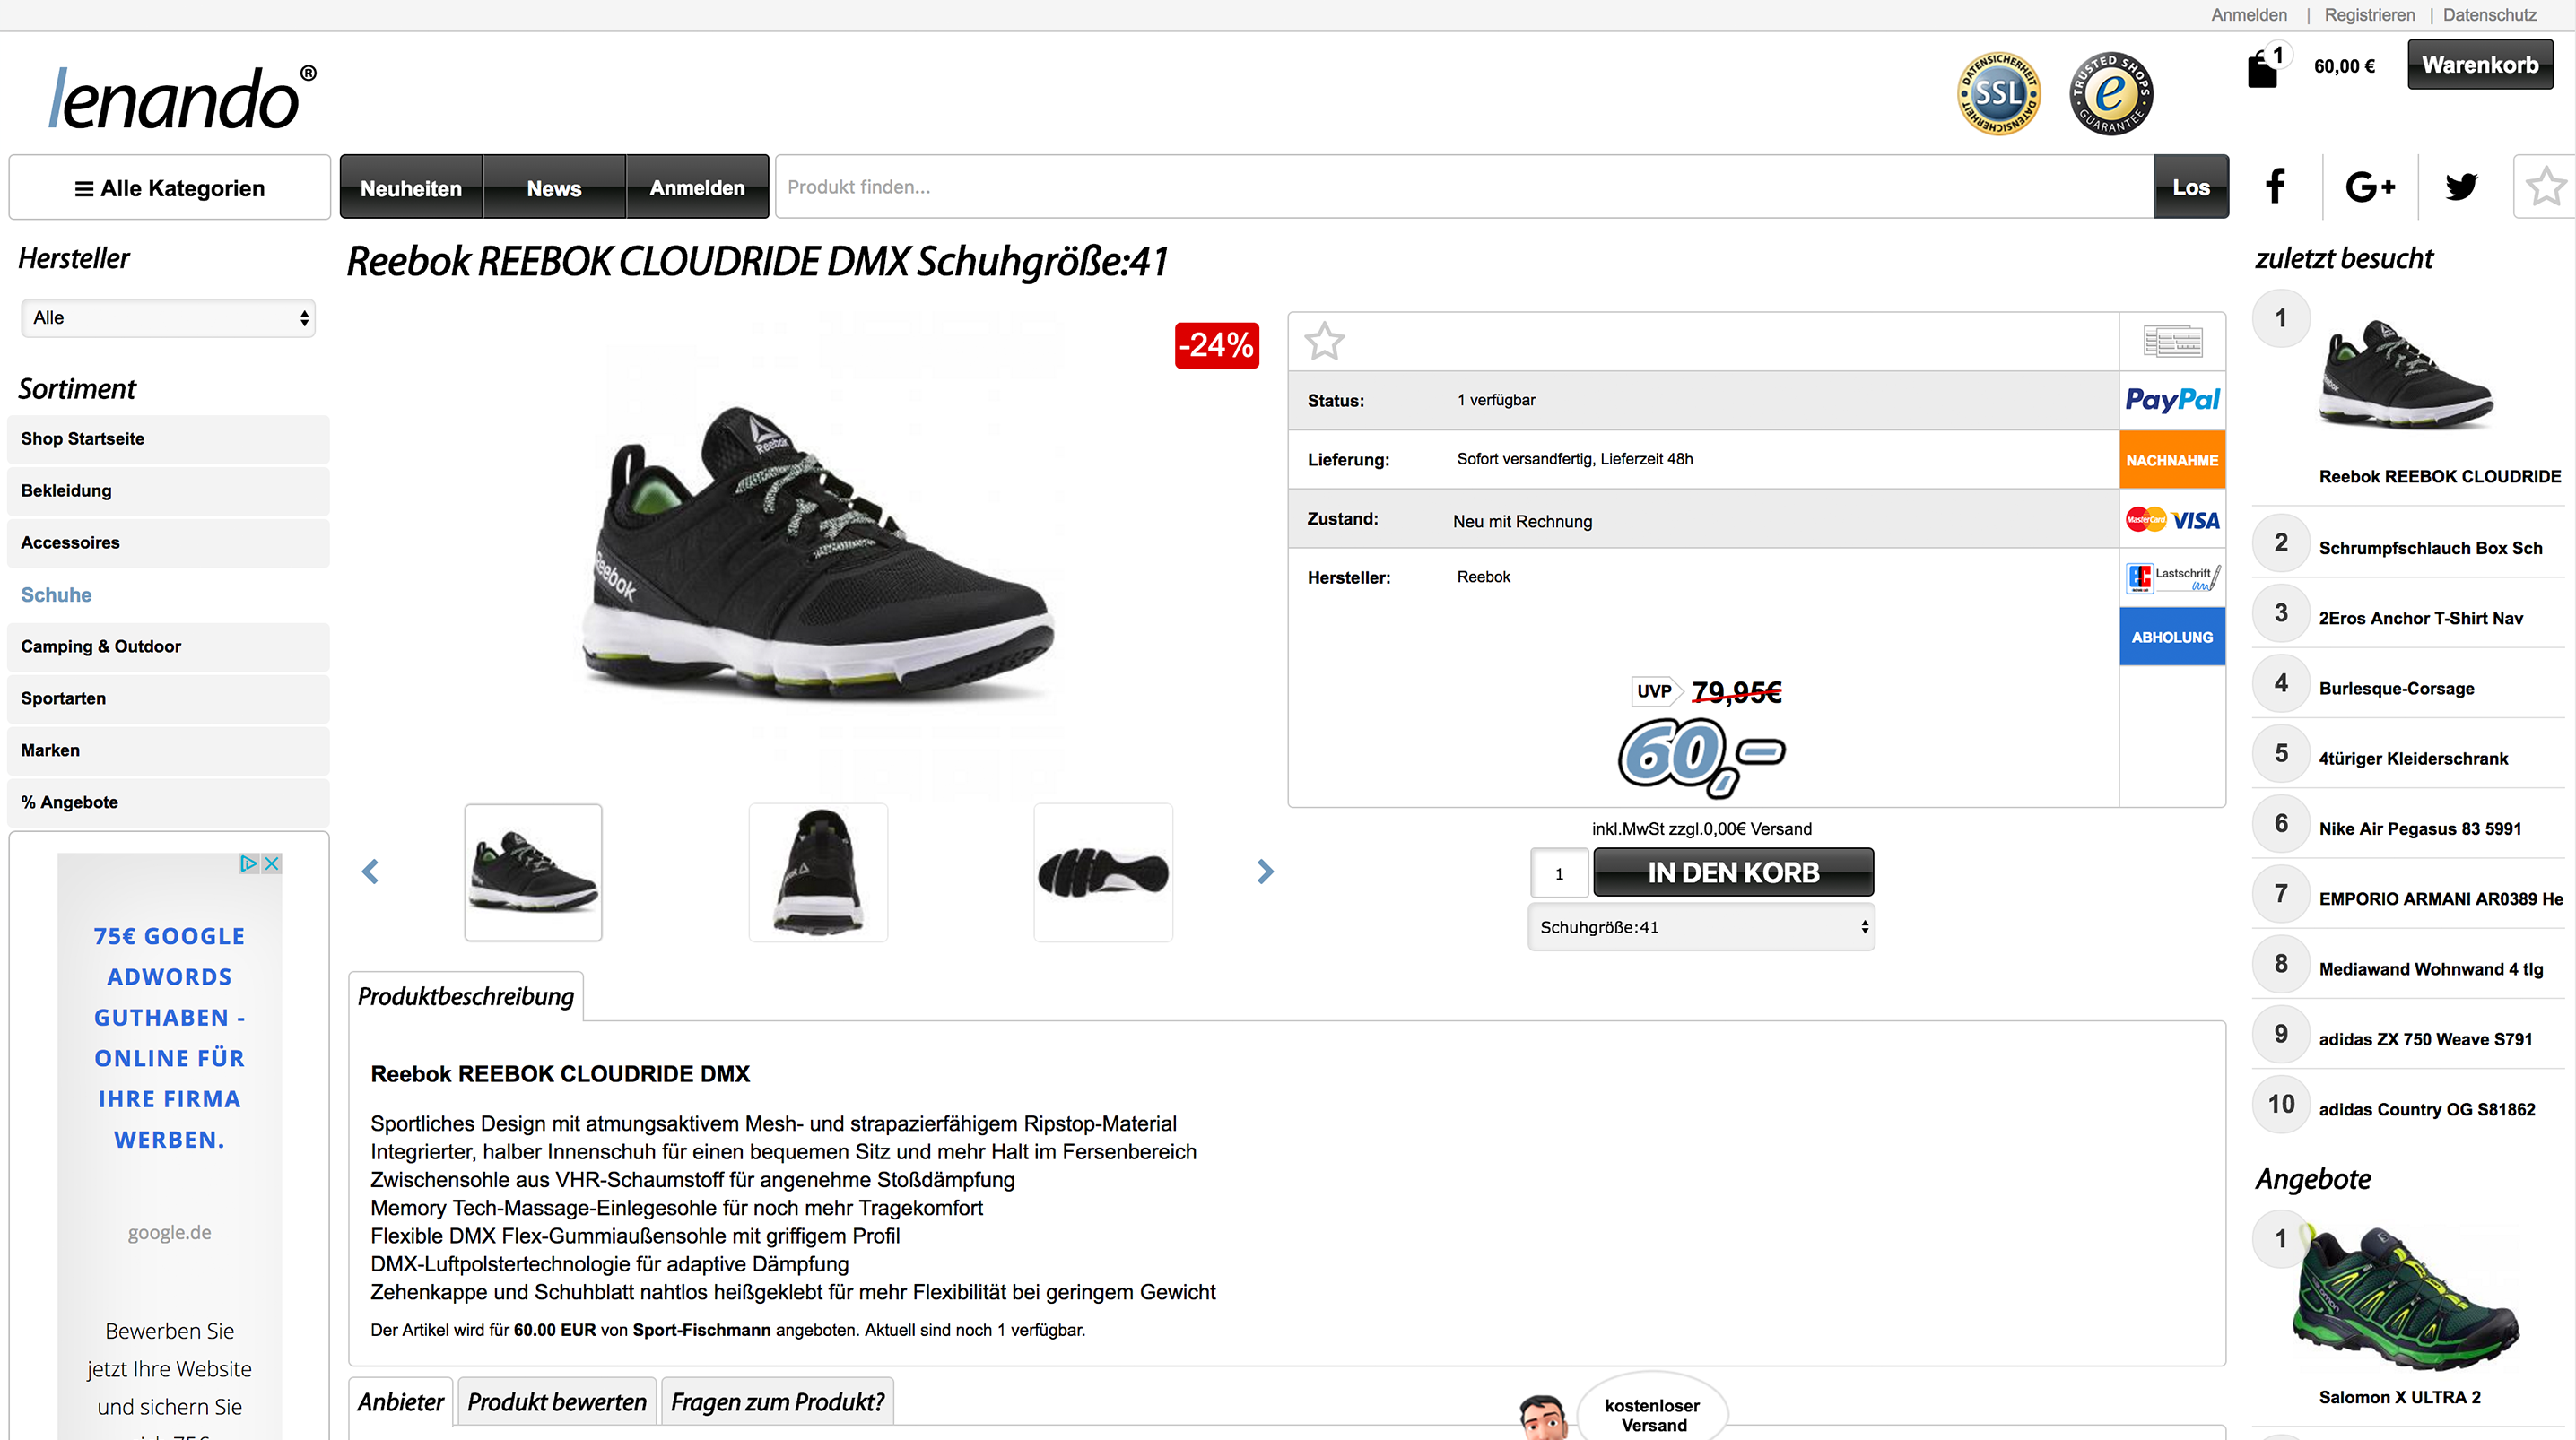 Anmelden | Registrieren | Datenschutz
lenando®
DATENSICHERHEIT SSL DATENSICHERHEIT
TRUSTED SHOPS e GUARANTEE
1 60,00 € Warenkorb
Alle Kategorien
Neuheiten News Anmelden
Produkt finden... Los
Hersteller
Alle
Sortiment
Shop Startseite
Bekleidung
Accessoires
Schuhe
Camping & Outdoor
Sportarten
Marken
% Angebote
75€ GOOGLE
ADWORDS
GUTHABEN -
ONLINE FÜR
IHRE FIRMA
WERBEN.
google.de
Bewerben Sie
jetzt Ihre Website
und sichern Sie
Reebok REEBOK CLOUDRIDE DMX Schuhgröße:41
-24%
Reebok
Reebok
Status: 1 verfügbar
Lieferung: Sofort versandfertig, Lieferzeit 48h
Zustand: Neu mit Rechnung
Hersteller: Reebok
PayPal
NACHNAHME
MasterCard VISA
EC Lastschrift
ABHOLUNG
UVP 79,95€
60,–
inkl.MwSt zzgl.0,00€ Versand
1 IN DEN KORB
Schuhgröße:41
Produktbeschreibung
Reebok REEBOK CLOUDRIDE DMX
Sportliches Design mit atmungsaktivem Mesh- und strapazierfähigem Ripstop-Material
Integrierter, halber Innenschuh für einen bequemen Sitz und mehr Halt im Fersenbereich
Zwischensohle aus VHR-Schaumstoff für angenehme Stoßdämpfung
Memory Tech-Massage-Einlegesohle für noch mehr Tragekomfort
Flexible DMX Flex-Gummiaußensohle mit griffigem Profil
DMX-Luftpolstertechnologie für adaptive Dämpfung
Zehenkappe und Schuhblatt nahtlos heißgeklebt für mehr Flexibilität bei geringem Gewicht
Der Artikel wird für 60.00 EUR von Sport-Fischmann angeboten. Aktuell sind noch 1 verfügbar.
Anbieter Produkt bewerten Fragen zum Produkt?
kostenloser
Versand
zuletzt besucht
1
Reebok REEBOK CLOUDRIDE
2 Schrumpfschlauch Box Sch
3 2Eros Anchor T-Shirt Nav
4 Burlesque-Corsage
5 4türiger Kleiderschrank
6 Nike Air Pegasus 83 5991
7 EMPORIO ARMANI AR0389 He
8 Mediawand Wohnwand 4 tlg
9 adidas ZX 750 Weave S791
10 adidas Country OG S81862
Angebote
1
Salomon X ULTRA 2